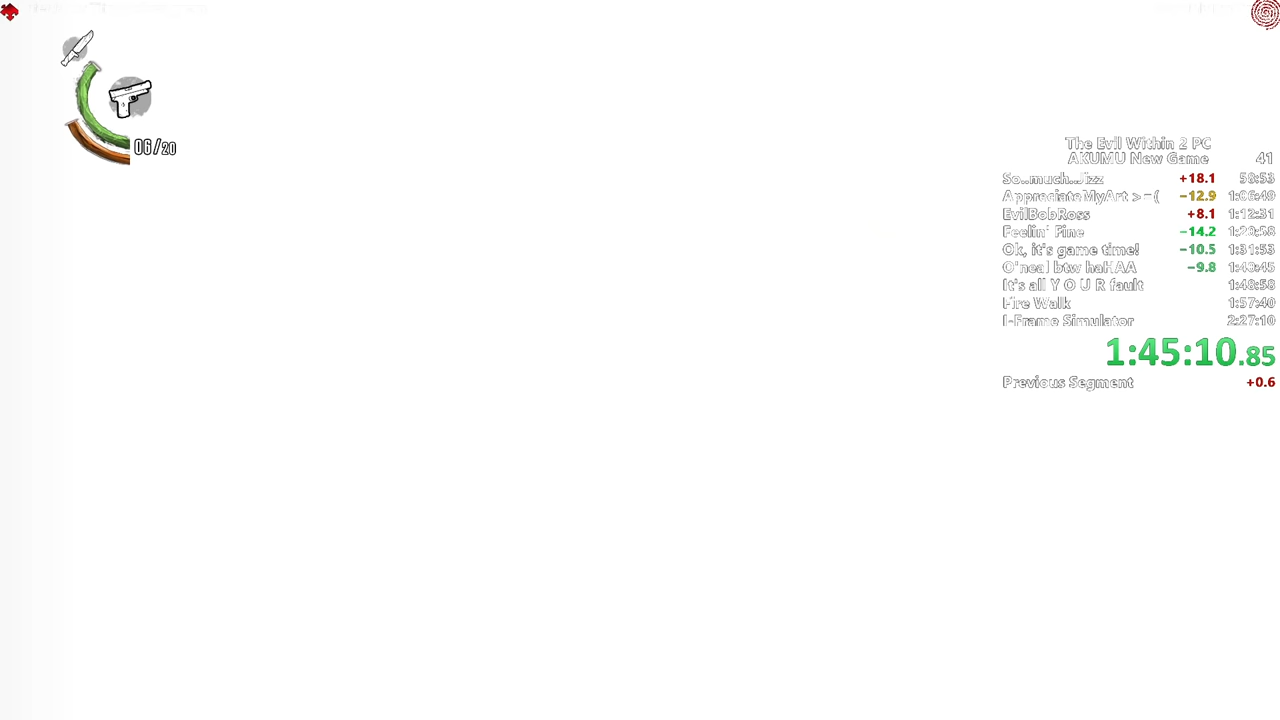 06/20
The Evil Within 2 PC
AKUMU New Game 41
So..much..Jizz +18.1 58:53
AppreciateMyArt >=( -12.9 1:06:49
EvilBobRoss +8.1 1:12:31
Feelin' Fine -14.2 1:20:58
Ok, it's game time! -10.5 1:31:53
O'neal btw haHAA -9.8 1:43:45
It's all Y O U R fault 1:48:58
Fire Walk 1:57:40
I-Frame Simulator 2:27:10
1:45:10.85
Previous Segment +0.6